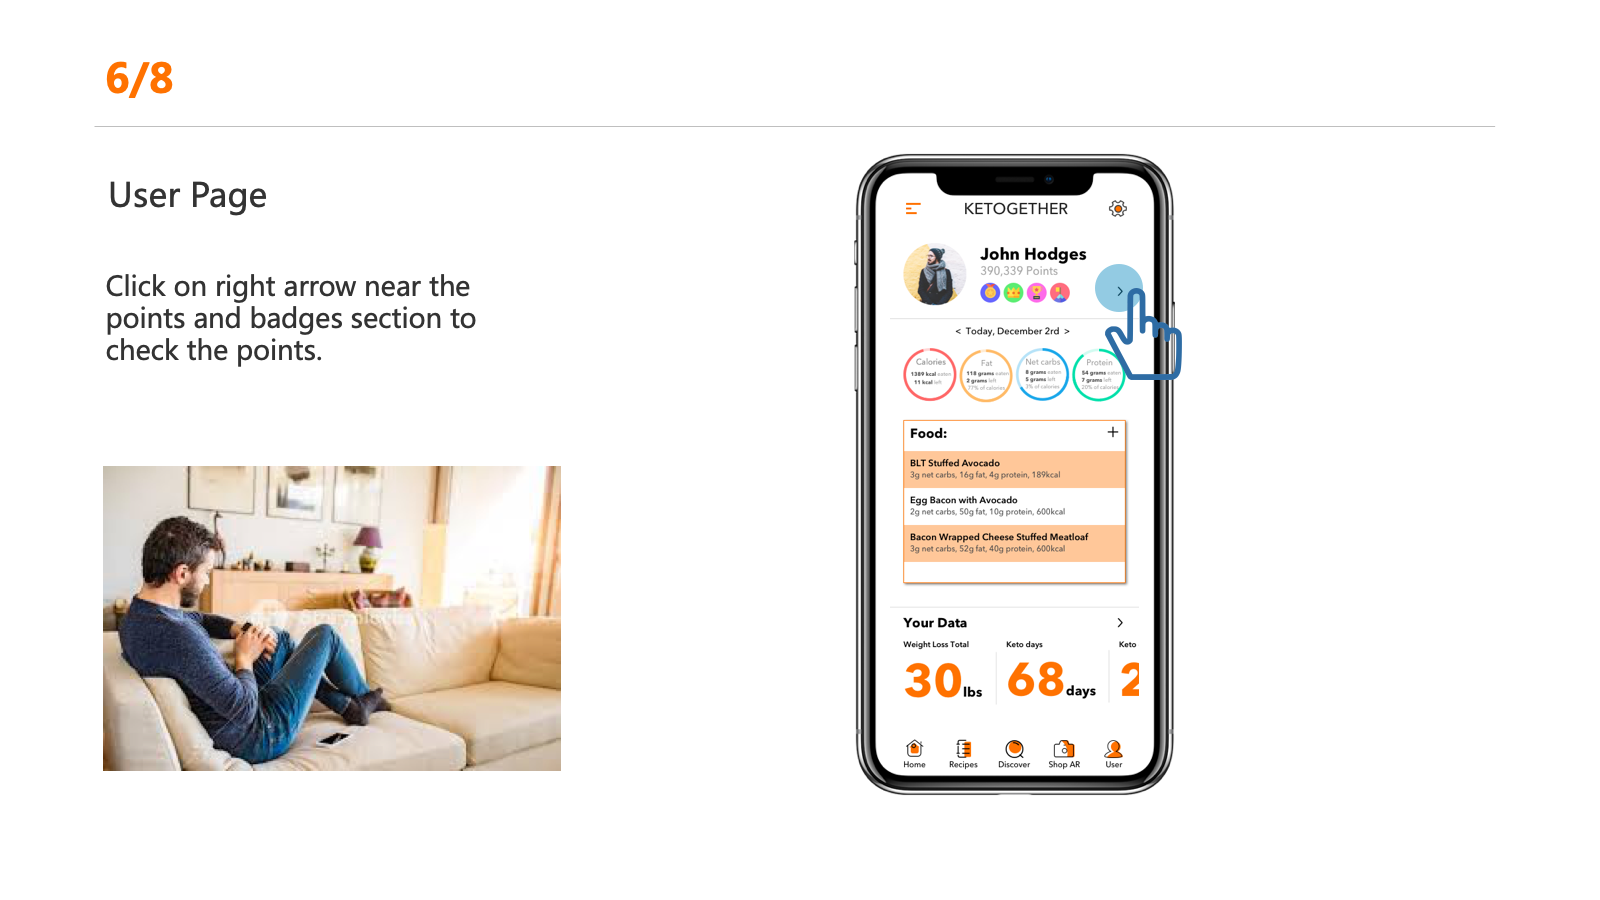 6/8
User Page
Click on right arrow near the
points and badges section to
check the points.
KETOGETHER
John Hodges
390,339 Points
>
< Today, December 2rd >
Calories
1389 kcal eaten
11 kcal left
Fat
118 grams eaten
2 grams left
77% of calories
Net carbs
8 grams eaten
5 grams left
3% of calories
Protein
54 grams eaten
7 grams left
20% of calories
Food: +
BLT Stuffed Avocado
3g net carbs, 16g fat, 4g protein, 189kcal
Egg Bacon with Avocado
2g net carbs, 50g fat, 10g protein, 600kcal
Bacon Wrapped Cheese Stuffed Meatloaf
3g net carbs, 52g fat, 40g protein, 600kcal
Your Data >
Weight Loss Total Keto days Keto
30 lbs 68 days 2
Home Recipes Discover Shop AR User